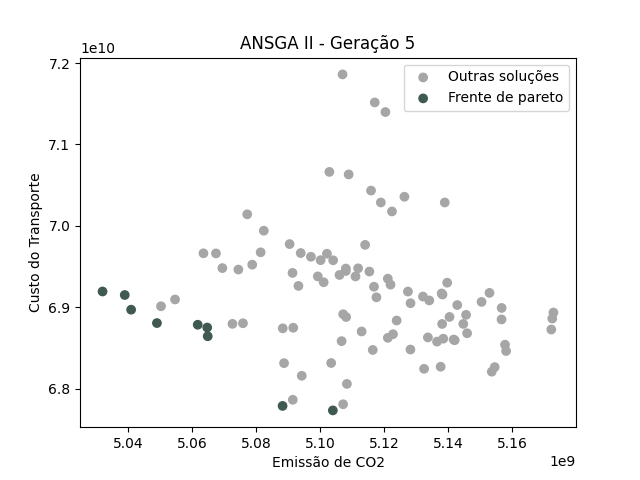 ANSGA II - Geração 5
1e10
7.2
7.1
7.0
6.9
6.8
Custo do Transporte
Outras soluções
Frente de pareto
5.04 5.06 5.08 5.10 5.12 5.14 5.16
Emissão de CO2
1e9